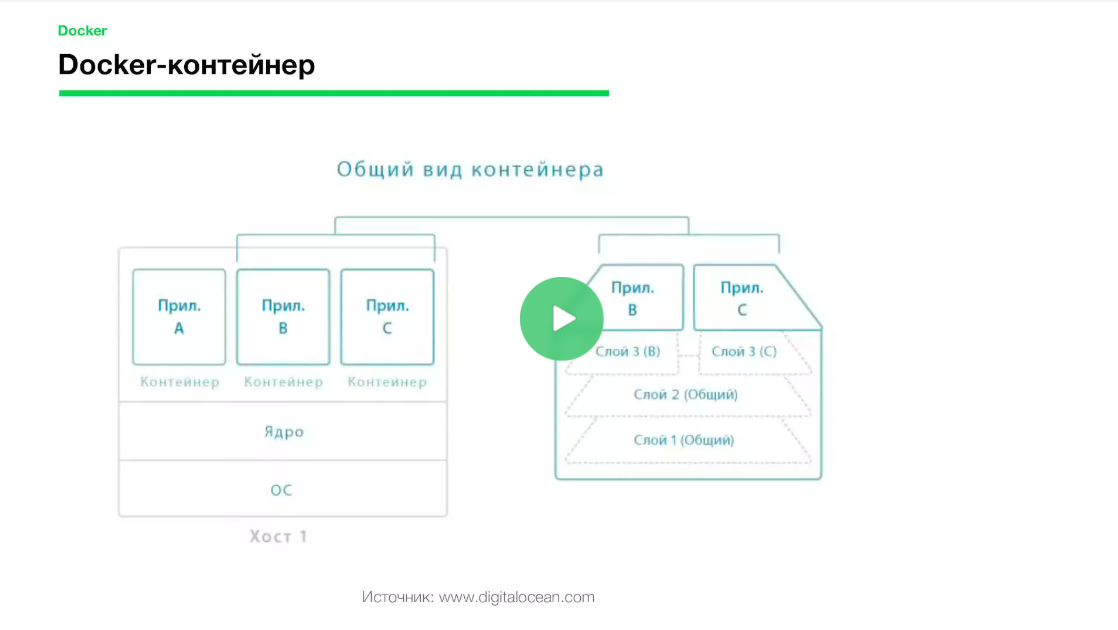 Docker
Docker-контейнер
Общий вид контейнера
Прил.
A
Прил.
B
Прил.
C
Контейнер
Контейнер
Контейнер
Ядро
ОС
Хост 1
Прил.
B
Прил.
C
Слой 3 (B)
Слой 3 (C)
Слой 2 (Общий)
Слой 1 (Общий)
Источник: www.digitalocean.com